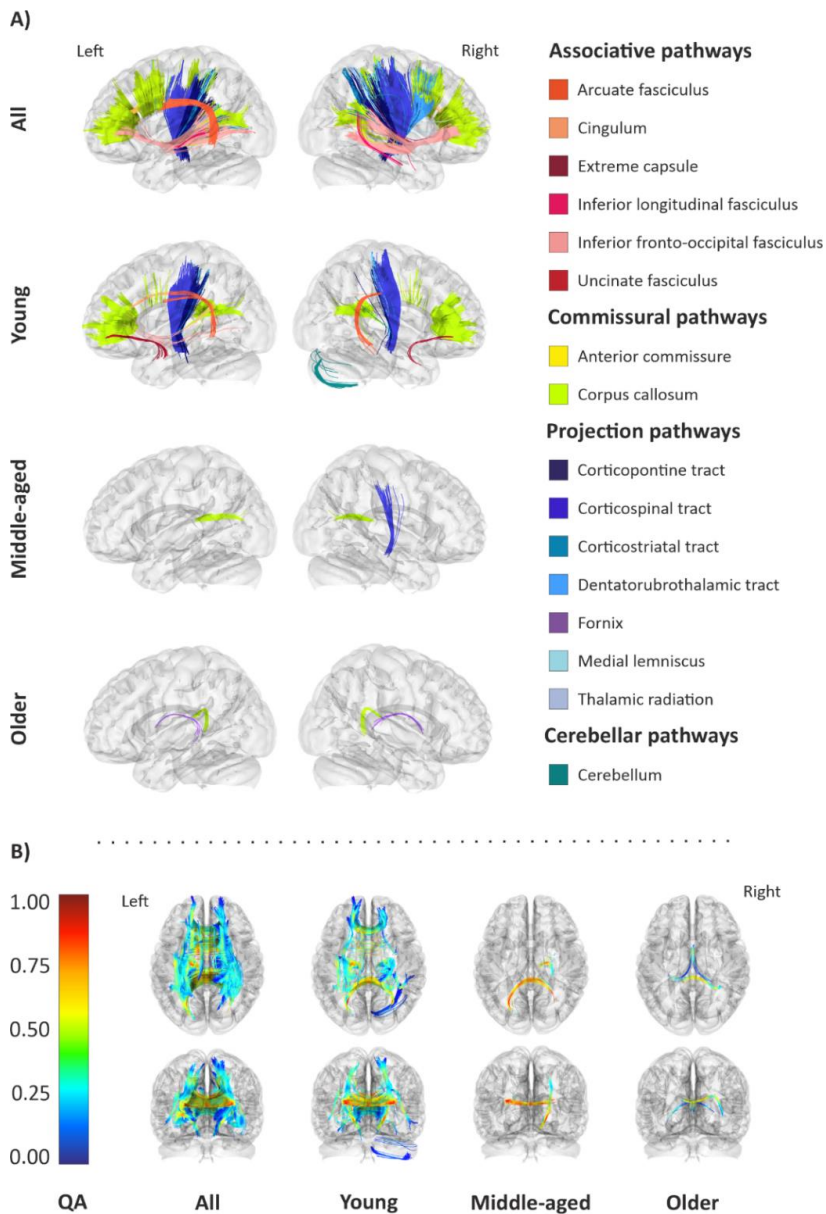 A)
Left
Right
All
Young
Middle-aged
Older
Associative pathways
Arcuate fasciculus
Cingulum
Extreme capsule
Inferior longitudinal fasciculus
Inferior fronto-occipital fasciculus
Uncinate fasciculus
Commissural pathways
Anterior commissure
Corpus callosum
Projection pathways
Corticopontine tract
Corticospinal tract
Corticostriatal tract
Dentatorubrothalamic tract
Fornix
Medial lemniscus
Thalamic radiation
Cerebellar pathways
Cerebellum
B)
Left
Right
1.00
0.75
0.50
0.25
0.00
QA
All
Young
Middle-aged
Older